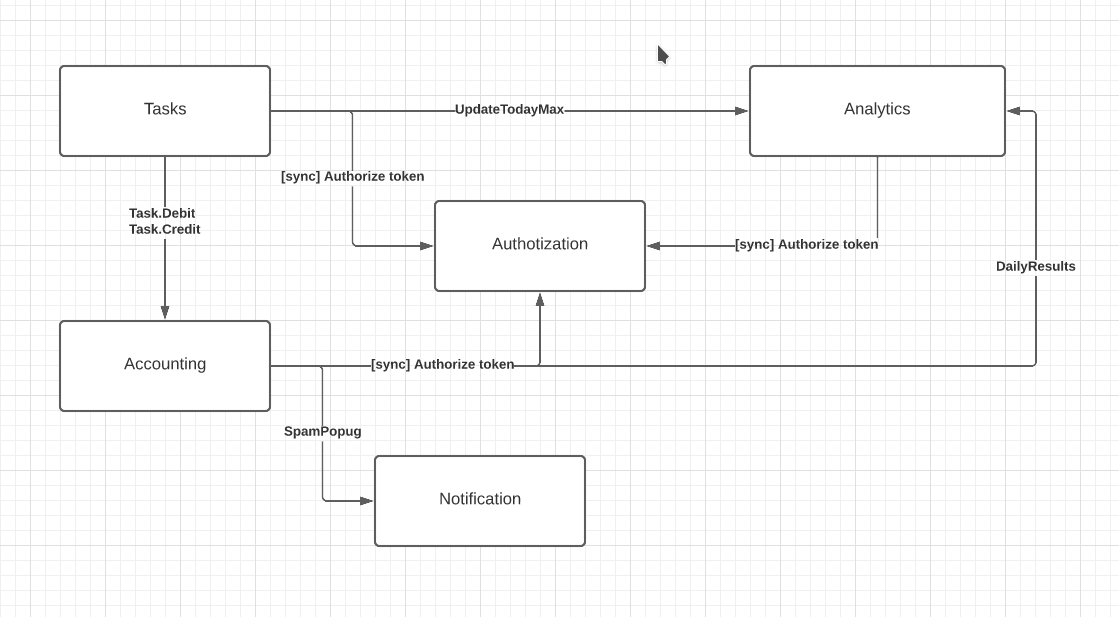 Tasks
UpdateTodayMax
Analytics
[sync] Authorize token
Task.Debit
Task.Credit
Authotization
[sync] Authorize token
DailyResults
Accounting
[sync] Authorize token
SpamPopug
Notification